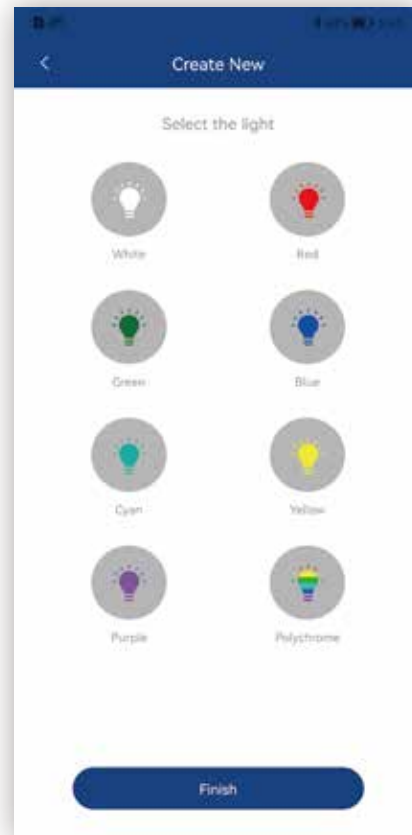 Create New
Select the light
White Red
Green Blue
Cyan Yellow
Purple Polychrome
Finish